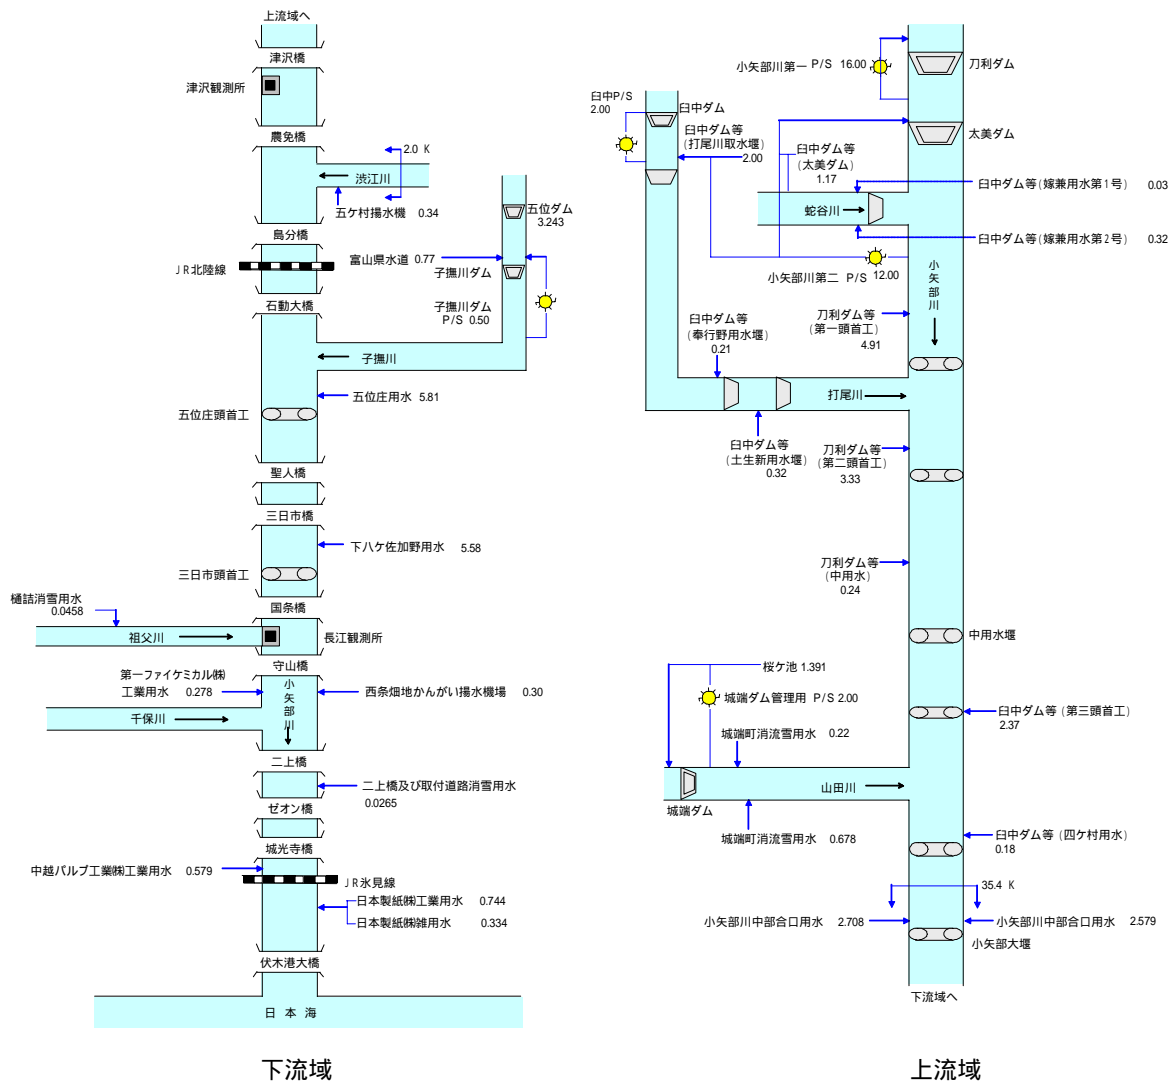 上流域へ
津沢橋
津沢観測所
農免橋
2.0 K
渋江川
五ケ村揚水機 0.34
島分橋
JR北陸線
石動大橋
五位ダム
3.243
富山県水道 0.77
子撫川ダム
子撫川ダム
P/S 0.50
子撫川
五位庄用水 5.81
五位庄頭首工
聖人橋
三日市橋
下八ケ佐加野用水 5.58
三日市頭首工
樋詰消雪用水
0.0458
国条橋
祖父川
長江観測所
守山橋
第一ファイケミカル㈱
工業用水 0.278
小矢部川
西条畑地かんがい揚水機場 0.30
千保川
二上橋
二上橋及び取付道路消雪用水
0.0265
ゼオン橋
城光寺橋
中越パルプ工業㈱工業用水 0.579
JR氷見線
日本製紙㈱工業用水 0.744
日本製紙㈱雑用水 0.334
伏木港大橋
日本海
下流域
小矢部川第一 P/S 16.00
刀利ダム
臼中P/S
2.00
臼中ダム
臼中ダム等
(打尾川取水堰)
2.00
太美ダム
臼中ダム等
(太美ダム)
1.17
臼中ダム等(嫁兼用水第1号) 0.03
蛇谷川
臼中ダム等(嫁兼用水第2号) 0.32
小矢部川第二 P/S
12.00
小矢部川
刀利ダム等
(第一頭首工)
4.91
臼中ダム等
(奉行野用水堰)
0.21
打尾川
臼中ダム等
(土生新用水堰)
0.32
刀利ダム等
(第二頭首工)
3.33
刀利ダム等
(中用水)
0.24
中用水堰
桜ケ池 1.391
城端ダム管理用 P/S 2.00
臼中ダム等 (第三頭首工)
2.37
城端町消流雪用水 0.22
山田川
城端ダム
城端町消流雪用水 0.678
臼中ダム等 (四ケ村用水)
0.18
35.4 K
小矢部川中部合口用水 2.708
小矢部川中部合口用水 2.579
小矢部大堰
下流域へ
上流域